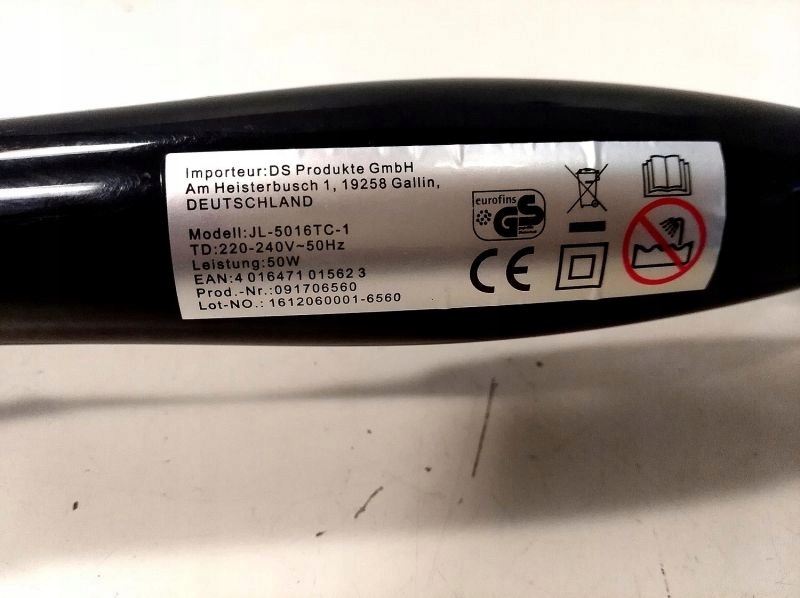 Importeur:DS Produkte GmbH
Am Heisterbusch 1, 19258 Gallin,
DEUTSCHLAND
Modell:JL-5016TC-1
TD:220-240V~50Hz
Leistung:50W
EAN:4 016471 01562 3
Prod.-Nr.:091706560
Lot-NO.: 1612060001-6560
eurofins
GS
CE